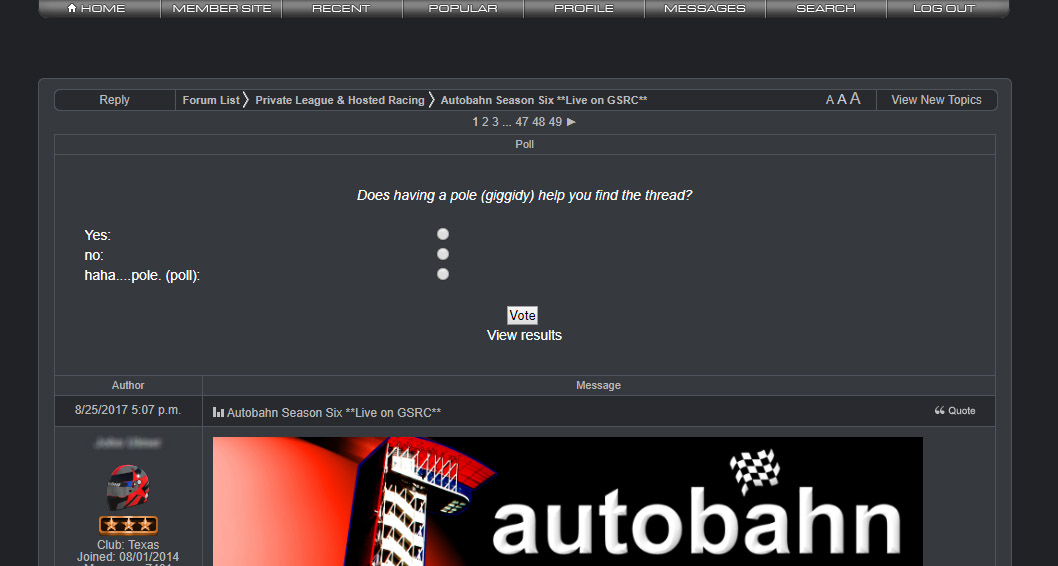 HOME MEMBER SITE RECENT POPULAR PROFILE MESSAGES SEARCH LOG OUT
Reply Forum List Private League & Hosted Racing Autobahn Season Six **Live on GSRC** A A A View New Topics
1 2 3 ... 47 48 49 ►
Poll
Does having a pole (giggidy) help you find the thread?
Yes:
no:
haha....pole. (poll):
Vote
View results
Author Message
8/25/2017 5:07 p.m. Autobahn Season Six **Live on GSRC** Quote
autobahn
Club: Texas
Joined: 08/01/2014